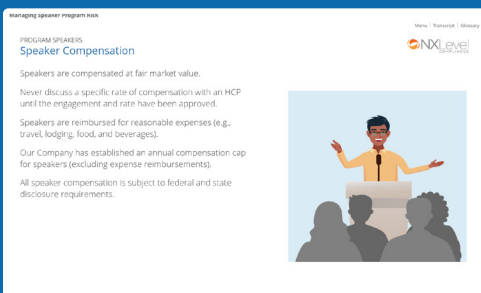 Managing Speaker Program Risk
Menu | Transcript | Glossary
PROGRAM SPEAKERS
Speaker Compensation
NXLevel
COMPLIANCE
Speakers are compensated at fair market value.
Never discuss a specific rate of compensation with an HCP
until the engagement and rate have been approved.
Speakers are reimbursed for reasonable expenses (e.g.,
travel, lodging, food, and beverages).
Our Company has established an annual compensation cap
for speakers (excluding expense reimbursements).
All speaker compensation is subject to federal and state
disclosure requirements.